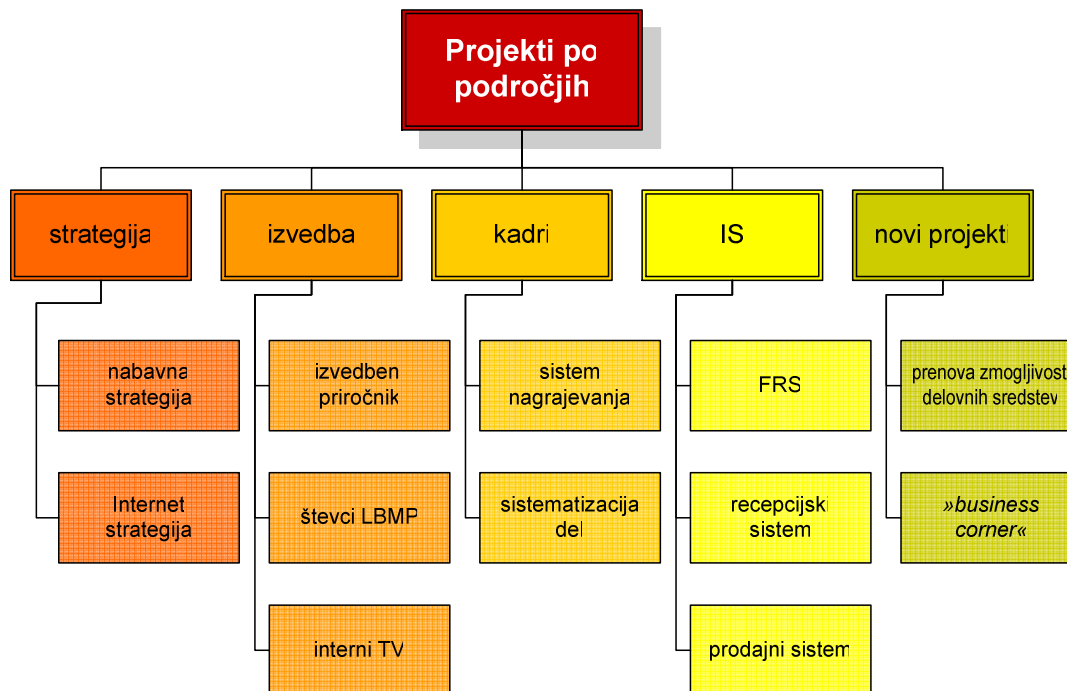 Projekti po
področjih
strategija
izvedba
kadri
IS
novi projekti
nabavna
strategija
izvedben
priročnik
sistem
nagrajevanja
FRS
prenova zmogljivost
delovnih sredstev
Internet
strategija
števci LBMP
sistematizacija
del
recepcijski
sistem
»business
corner«
interni TV
prodajni sistem